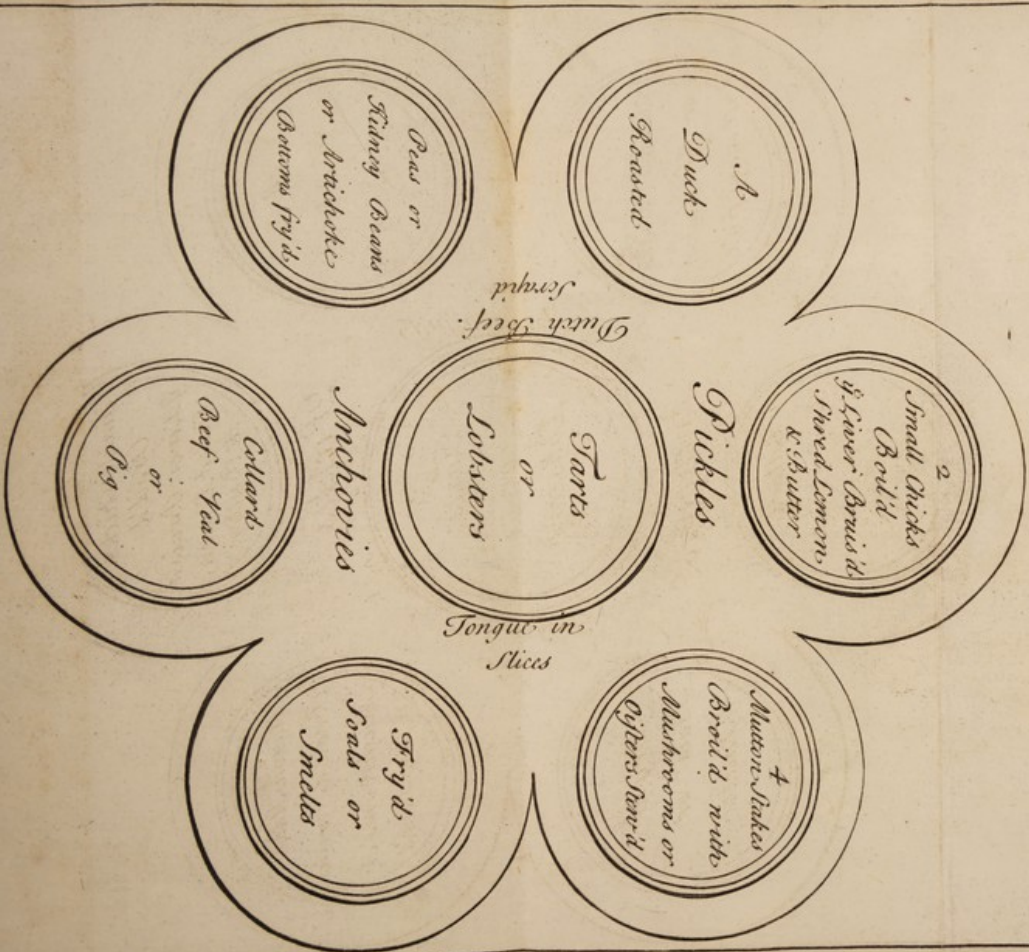 2
Small Chicks
Boil'd
yͤ Liver Bruis'd
Shred Lemon
& Butter
A
Duck
Roasted
4
Mutton Stakes
Broil'd with
Mushrooms or
Oisters Stew'd
Pickles
Dutch Beef.
Scrap'd
Tarts
or
Lobsters
Tongue in
Slices
Anchovies
Peas or
Kidney Beans
or Artichoke
Bottoms fry'd
Fry'd
Soals or
Smelts
Collard
Beef Veal
or
Pig